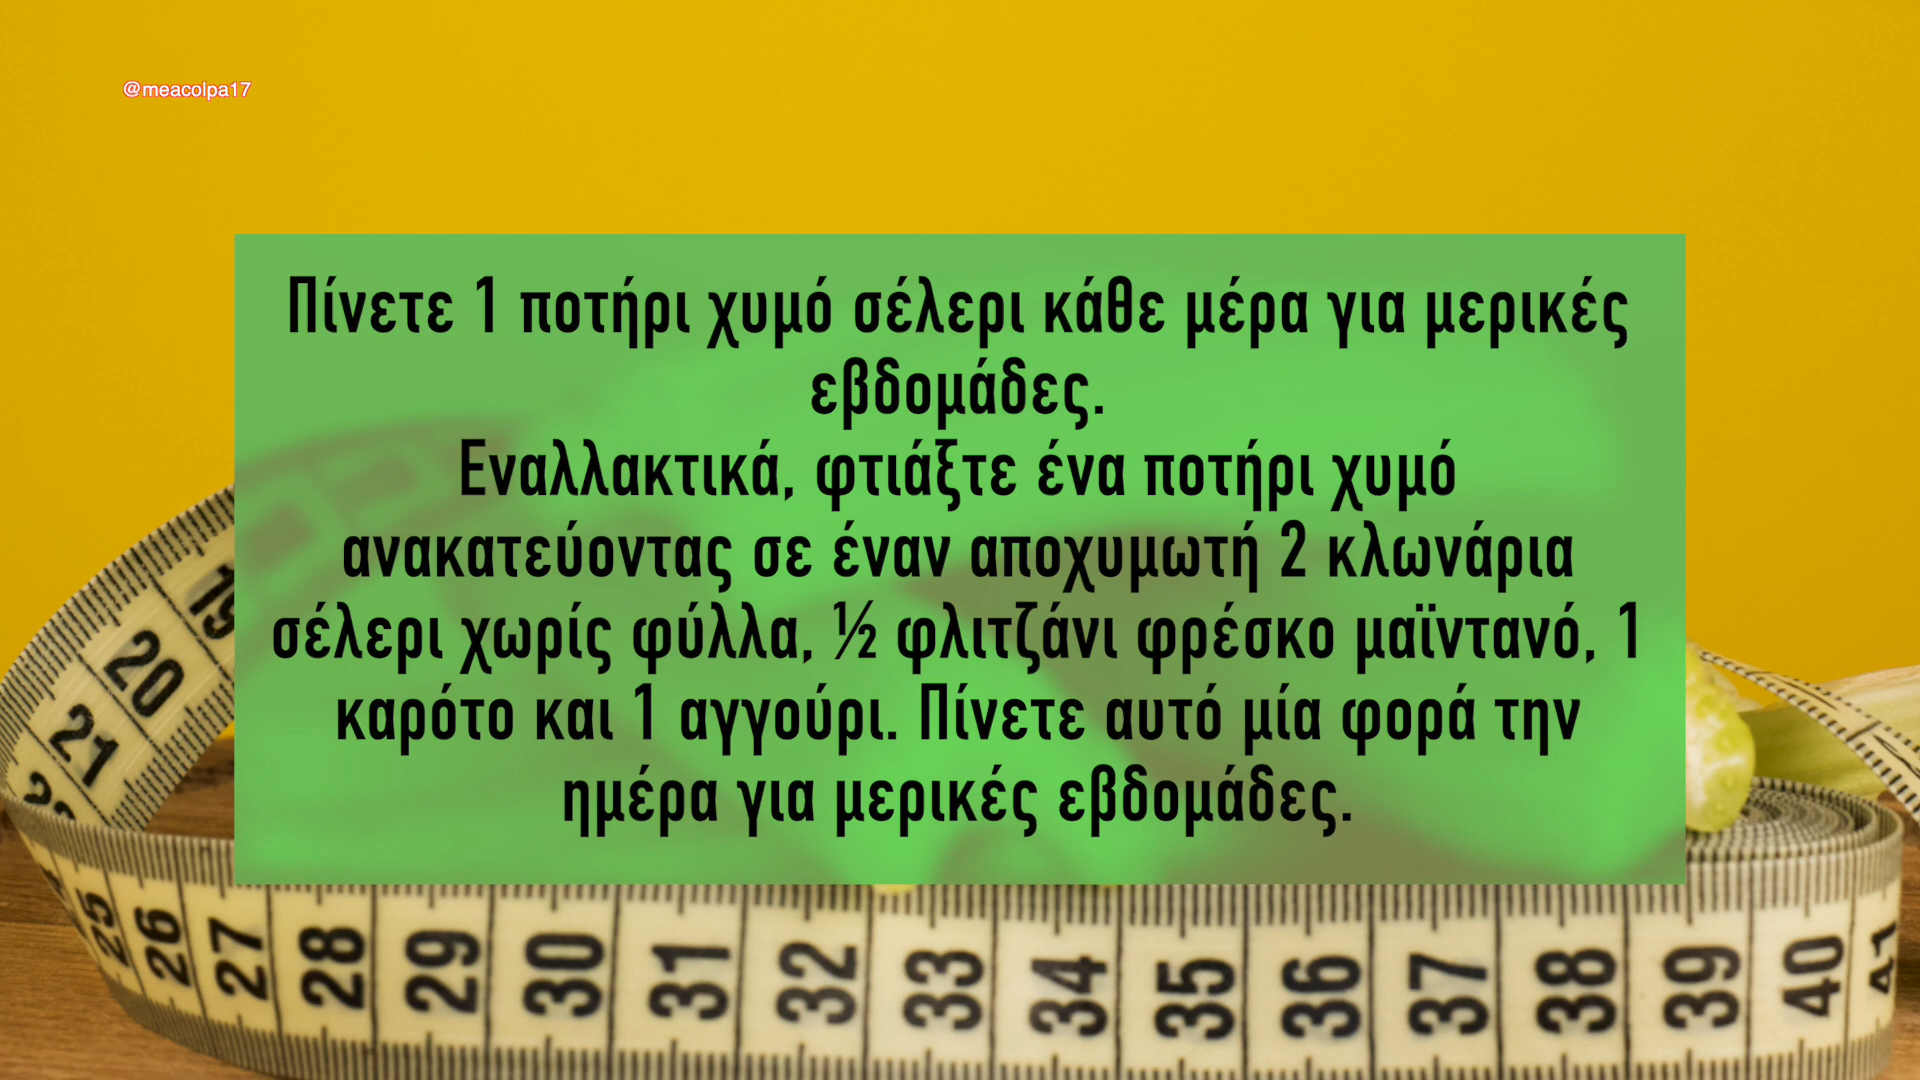 @meacolpa17
Πίνετε 1 ποτήρι χυμό σέλερι κάθε μέρα για μερικές
εβδομάδες.
Εναλλακτικά, φτιάξτε ένα ποτήρι χυμό
ανακατεύοντας σε έναν αποχυμωτή 2 κλωνάρια
σέλερι χωρίς φύλλα, ½ φλιτζάνι φρέσκο μαϊντανό, 1
καρότο και 1 αγγούρι. Πίνετε αυτό μία φορά την
ημέρα για μερικές εβδομάδες.
19
20
21
25 26 27 28 29 30 31 32 33 34 35 36 37 38 39 40 41